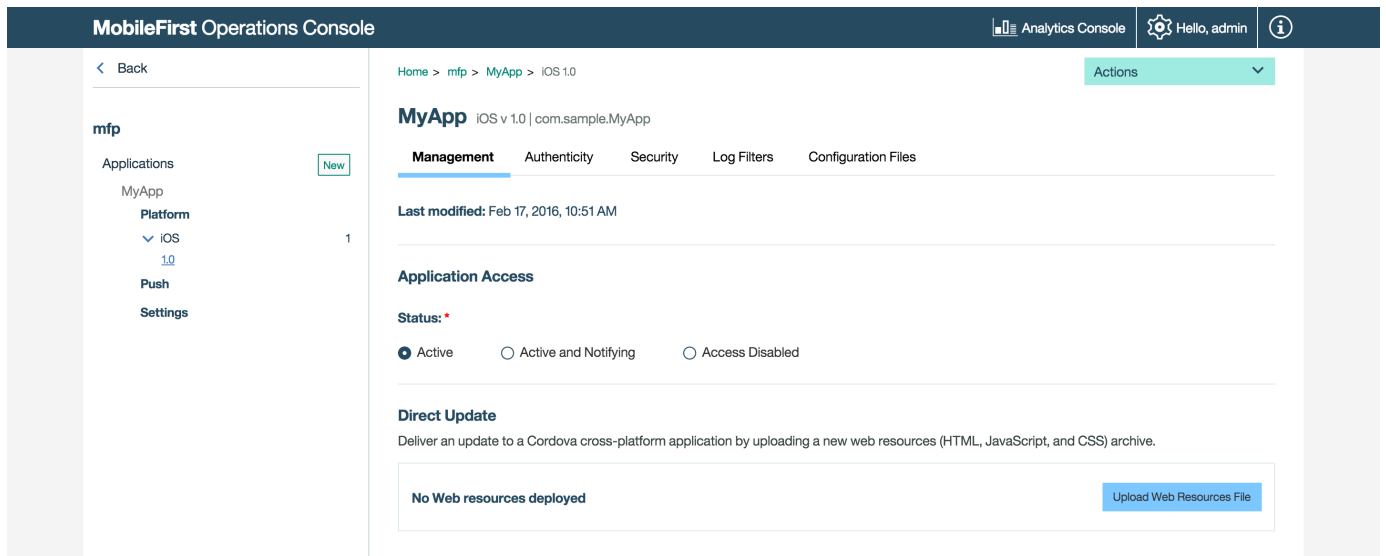 MobileFirst Operations Console
Analytics Console
Hello, admin
Back
mfp
Applications
New
MyApp
Platform
iOS 1
1.0
Push
Settings
Home > mfp > MyApp > iOS 1.0
Actions
MyApp iOS v 1.0 | com.sample.MyApp
Management Authenticity Security Log Filters Configuration Files
Last modified: Feb 17, 2016, 10:51 AM
Application Access
Status: *
Active Active and Notifying Access Disabled
Direct Update
Deliver an update to a Cordova cross-platform application by uploading a new web resources (HTML, JavaScript, and CSS) archive.
No Web resources deployed
Upload Web Resources File